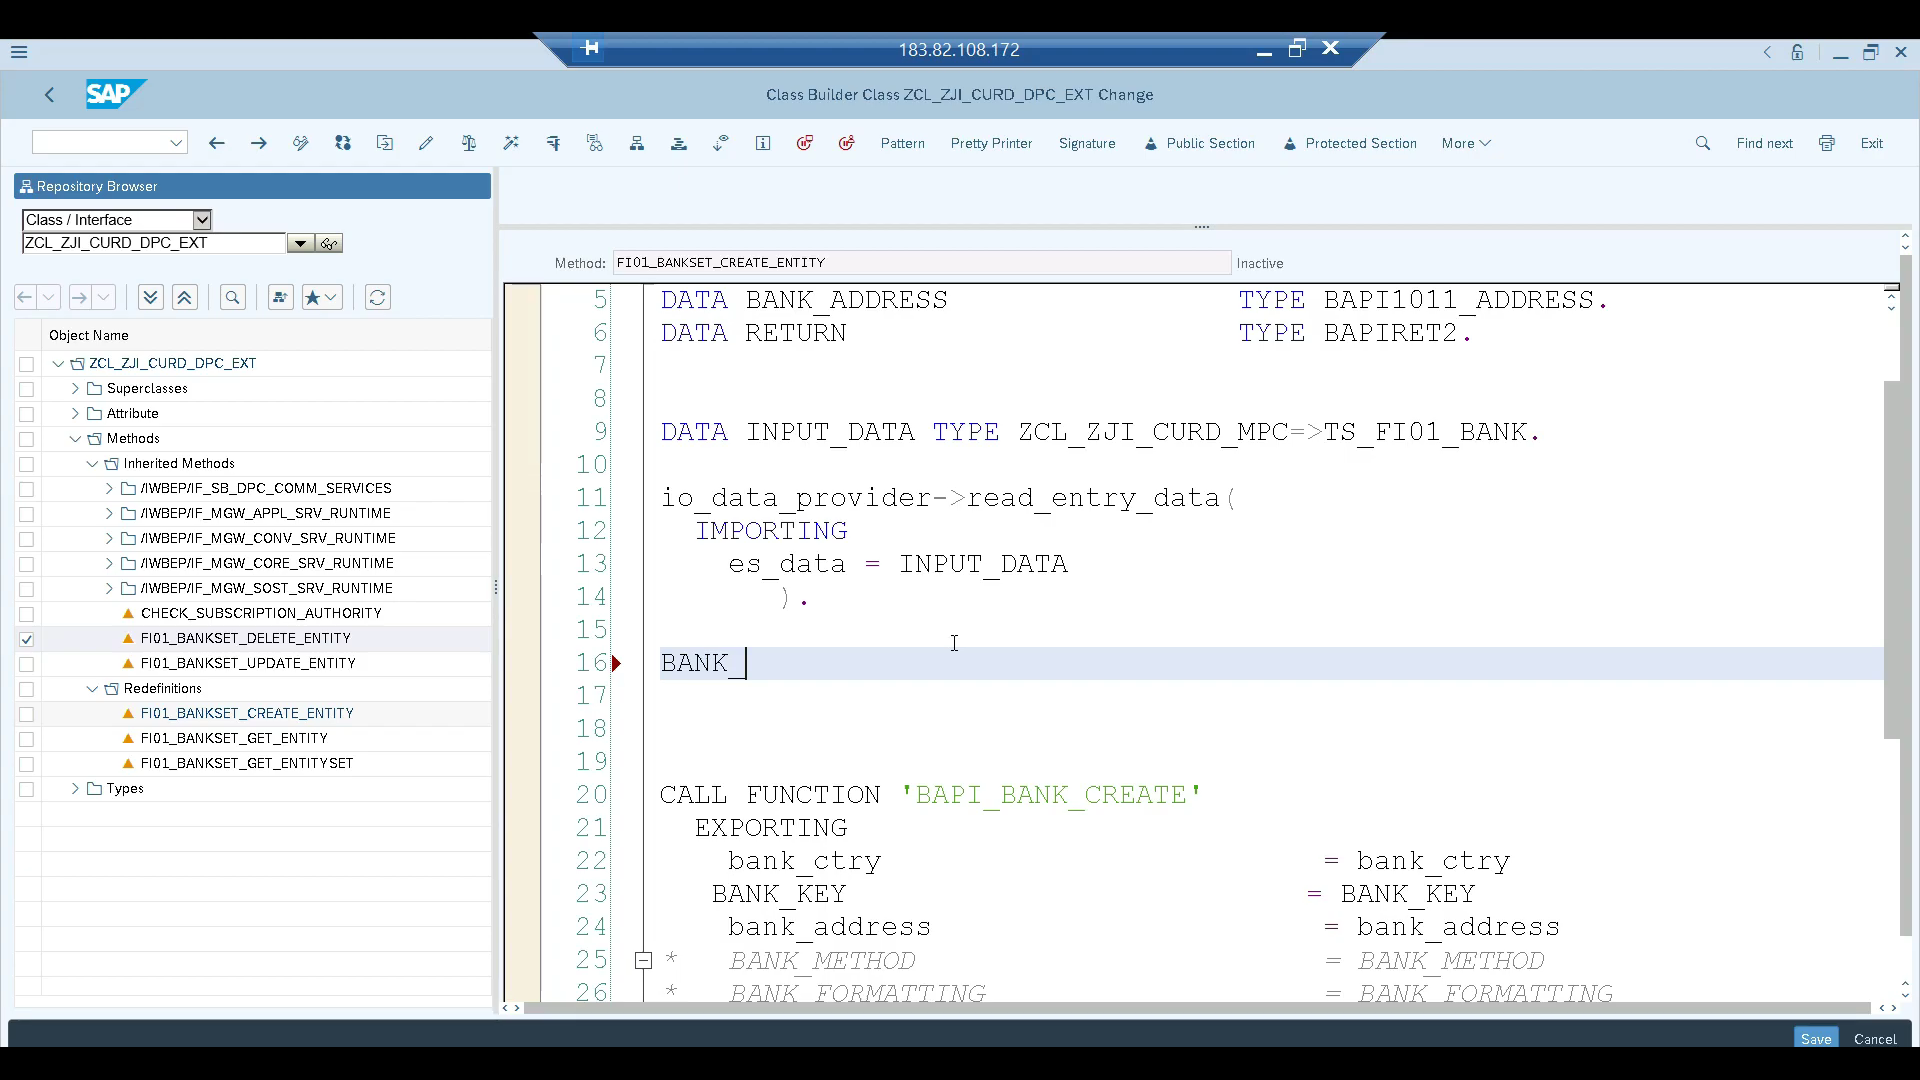 183.82.108.172
SAP
Class Builder Class ZCL_ZJI_CURD_DPC_EXT Change
Pattern
Pretty Printer
Signature
Public Section
Protected Section
More
Find next
Exit
Repository Browser
Class / Interface
ZCL_ZJI_CURD_DPC_EXT
Object Name
ZCL_ZJI_CURD_DPC_EXT
Superclasses
Attribute
Methods
Inherited Methods
/IWBEP/IF_SB_DPC_COMM_SERVICES
/IWBEP/IF_MGW_APPL_SRV_RUNTIME
/IWBEP/IF_MGW_CONV_SRV_RUNTIME
/IWBEP/IF_MGW_CORE_SRV_RUNTIME
/IWBEP/IF_MGW_SOST_SRV_RUNTIME
CHECK_SUBSCRIPTION_AUTHORITY
FI01_BANKSET_DELETE_ENTITY
FI01_BANKSET_UPDATE_ENTITY
Redefinitions
FI01_BANKSET_CREATE_ENTITY
FI01_BANKSET_GET_ENTITY
FI01_BANKSET_GET_ENTITYSET
Types
Method: FI01_BANKSET_CREATE_ENTITY Inactive
5 DATA BANK_ADDRESS TYPE BAPI1011_ADDRESS.
6 DATA RETURN TYPE BAPIRET2.
7
8
9 DATA INPUT_DATA TYPE ZCL_ZJI_CURD_MPC=>TS_FI01_BANK.
10
11 io_data_provider->read_entry_data(
12 IMPORTING
13 es_data = INPUT_DATA
14 ).
15
16 BANK_
17
18
19
20 CALL FUNCTION 'BAPI_BANK_CREATE'
21 EXPORTING
22 bank_ctry = bank_ctry
23 BANK_KEY = BANK_KEY
24 bank_address = bank_address
25 * BANK_METHOD = BANK_METHOD
26 * BANK_FORMATTING = BANK_FORMATTING
Save
Cancel